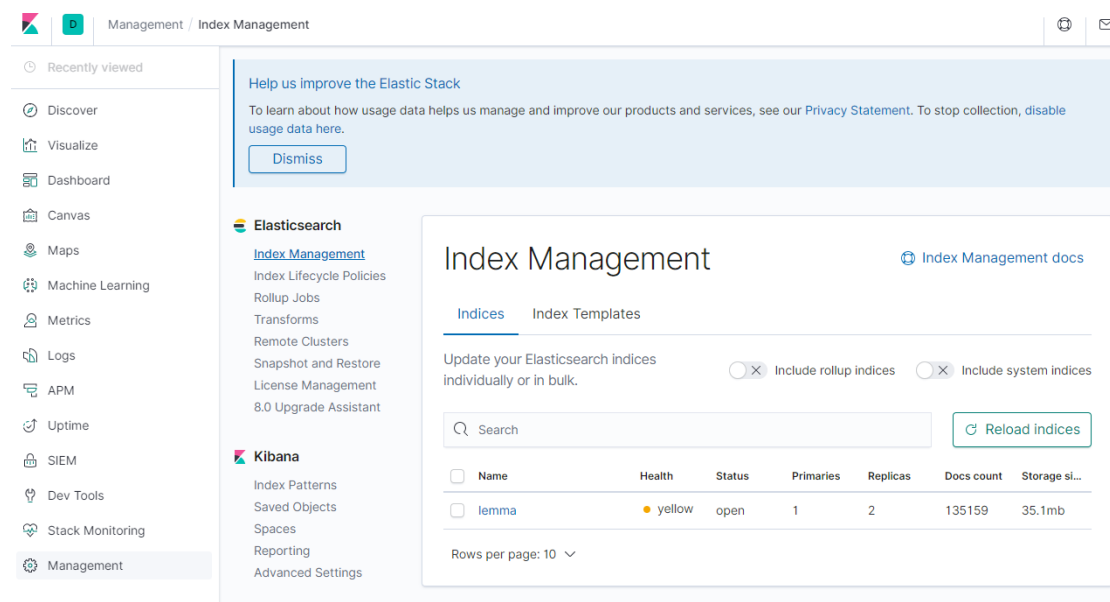 D Management / Index Management
Recently viewed
Discover
Visualize
Dashboard
Canvas
Maps
Machine Learning
Metrics
Logs
APM
Uptime
SIEM
Dev Tools
Stack Monitoring
Management
Help us improve the Elastic Stack
To learn about how usage data helps us manage and improve our products and services, see our Privacy Statement. To stop collection, disable
usage data here.
Dismiss
Elasticsearch
Index Management
Index Lifecycle Policies
Rollup Jobs
Transforms
Remote Clusters
Snapshot and Restore
License Management
8.0 Upgrade Assistant
Kibana
Index Patterns
Saved Objects
Spaces
Reporting
Advanced Settings
Index Management
Index Management docs
Indices Index Templates
Update your Elasticsearch indices
individually or in bulk.
Include rollup indices Include system indices
Search
Reload indices
Name Health Status Primaries Replicas Docs count Storage si...
lemma yellow open 1 2 135159 35.1mb
Rows per page: 10